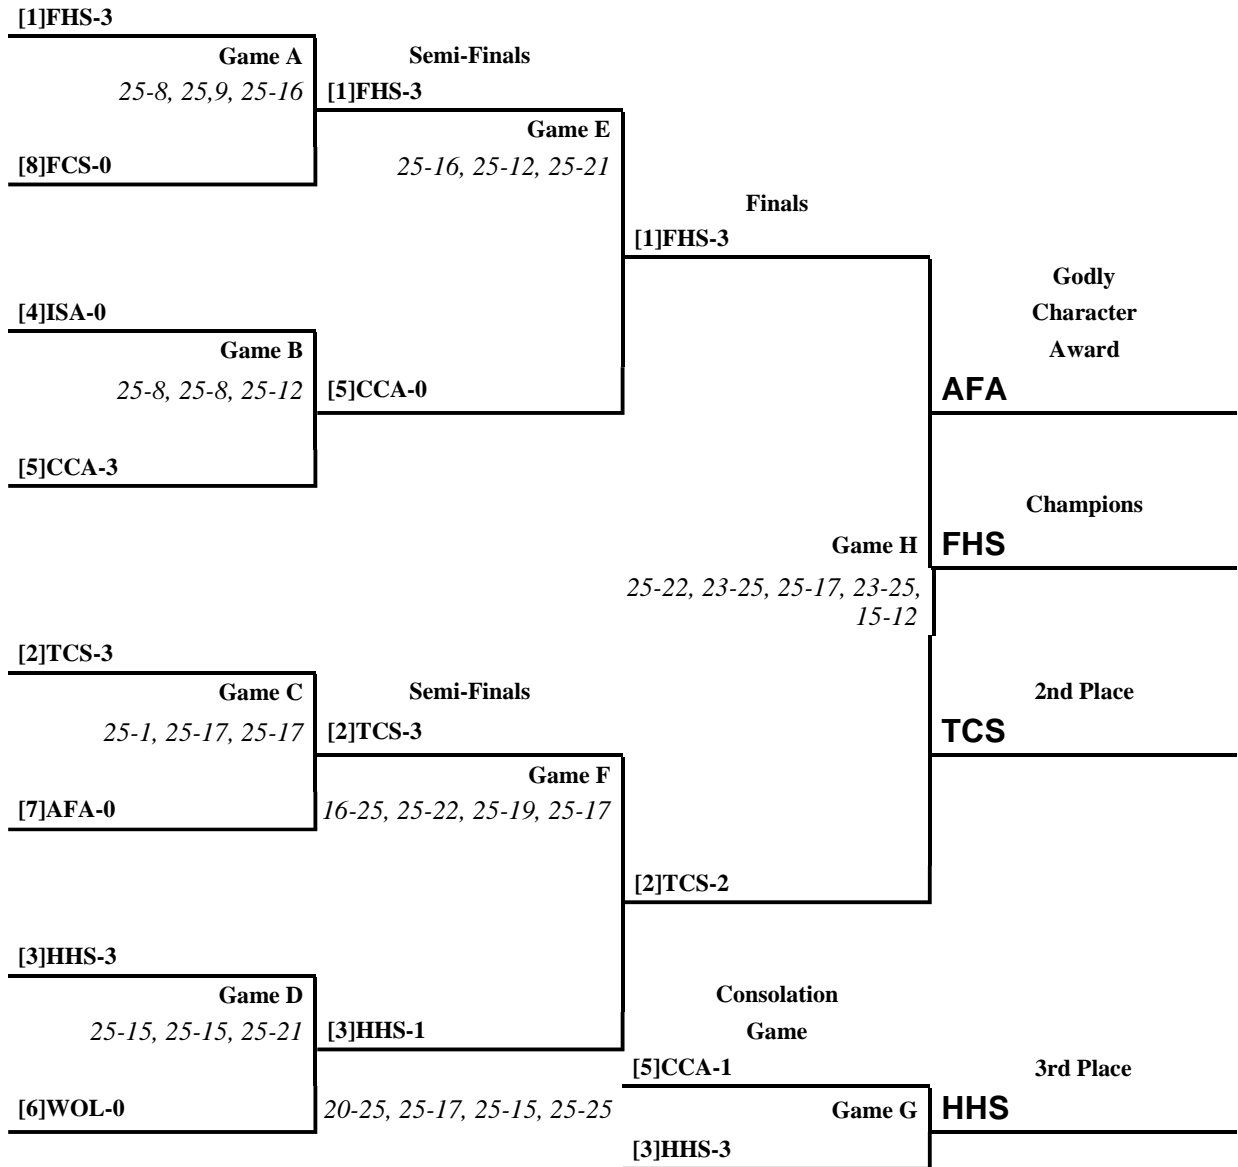 [1]FHS-3
Game A
Semi-Finals
25-8, 25,9, 25-16
[1]FHS-3
Game E
[8]FCS-0
25-16, 25-12, 25-21
Finals
[1]FHS-3
Godly
[4]ISA-0
Character
Game B
Award
25-8, 25-8, 25-12
[5]CCA-0
AFA
[5]CCA-3
Champions
Game H
FHS
25-22, 23-25, 25-17, 23-25,
15-12
[2]TCS-3
Game C
Semi-Finals
2nd Place
25-1, 25-17, 25-17
[2]TCS-3
TCS
Game F
[7]AFA-0
16-25, 25-22, 25-19, 25-17
[2]TCS-2
[3]HHS-3
Game D
Consolation
25-15, 25-15, 25-21
[3]HHS-1
Game
[5]CCA-1
3rd Place
[6]WOL-0
20-25, 25-17, 25-15, 25-25
Game G
HHS
[3]HHS-3